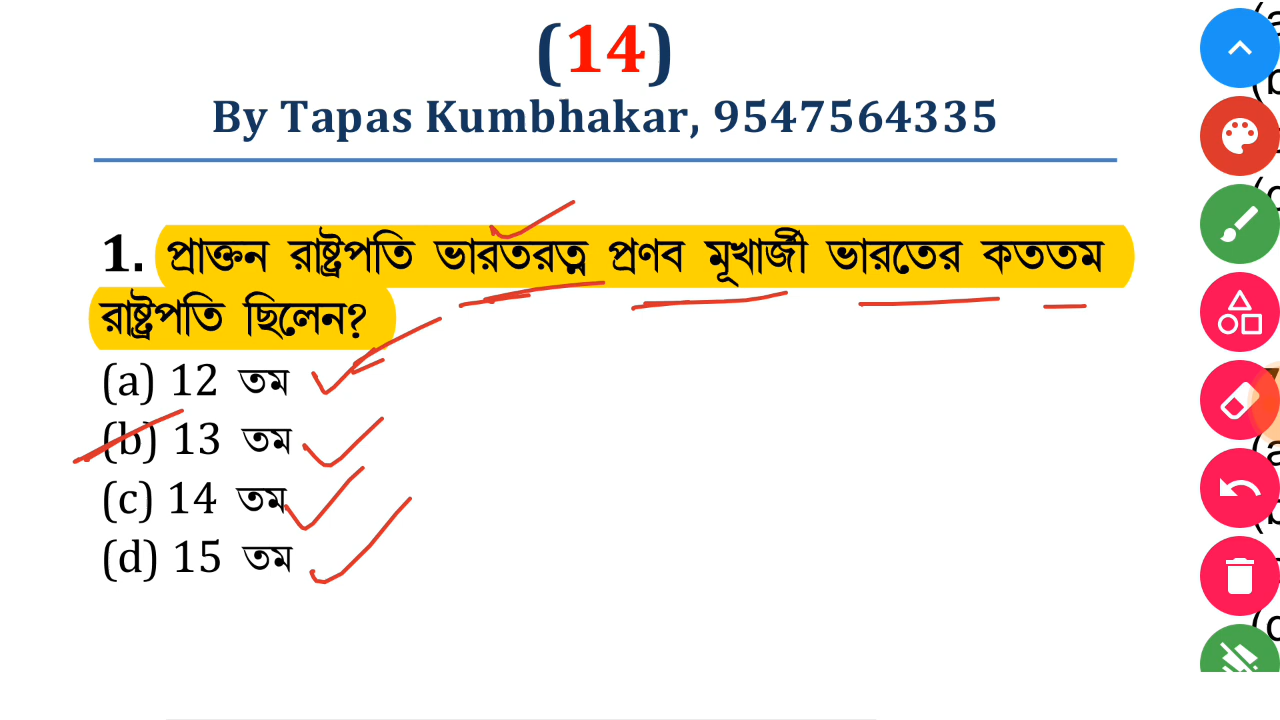 (14)
By Tapas Kumbhakar, 9547564335
1. প্রাক্তন রাষ্ট্রপতি ভারতরত্ন প্রণব মূখার্জী ভারতের কততম
রাষ্ট্রপতি ছিলেন?
(a) 12 তম
(b) 13 তম
(c) 14 তম
(d) 15 তম